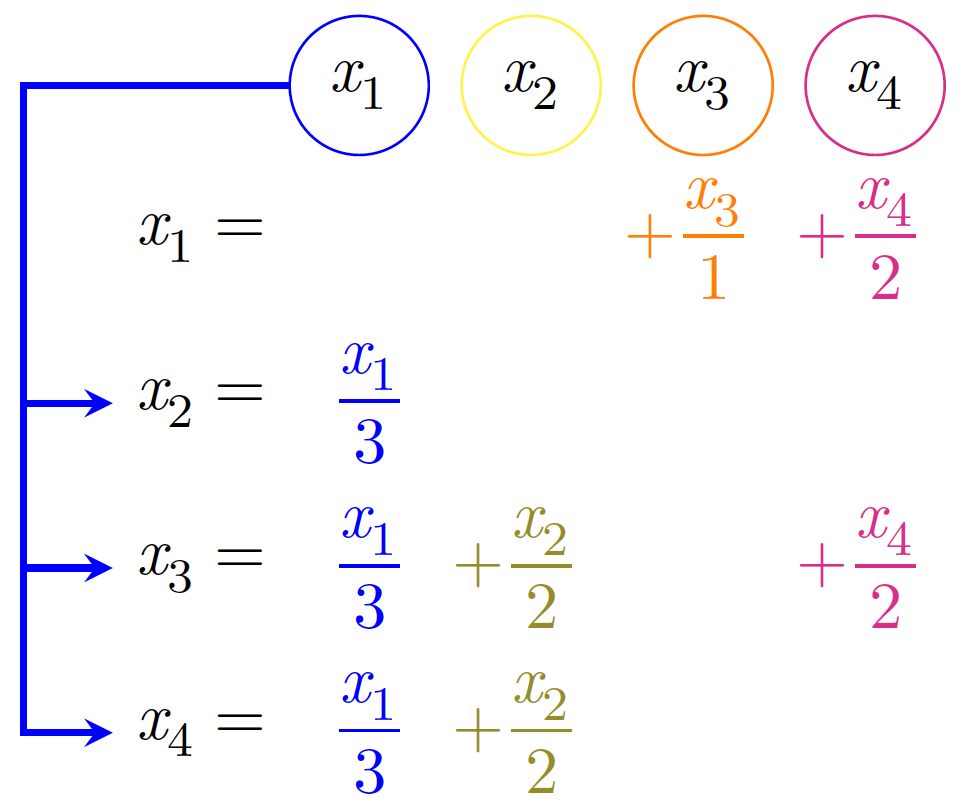 x₁ x₂ x₃ x₄
x₁ = + x₃/1 + x₄/2
x₂ = x₁/3
x₃ = x₁/3 + x₂/2 + x₄/2
x₄ = x₁/3 + x₂/2